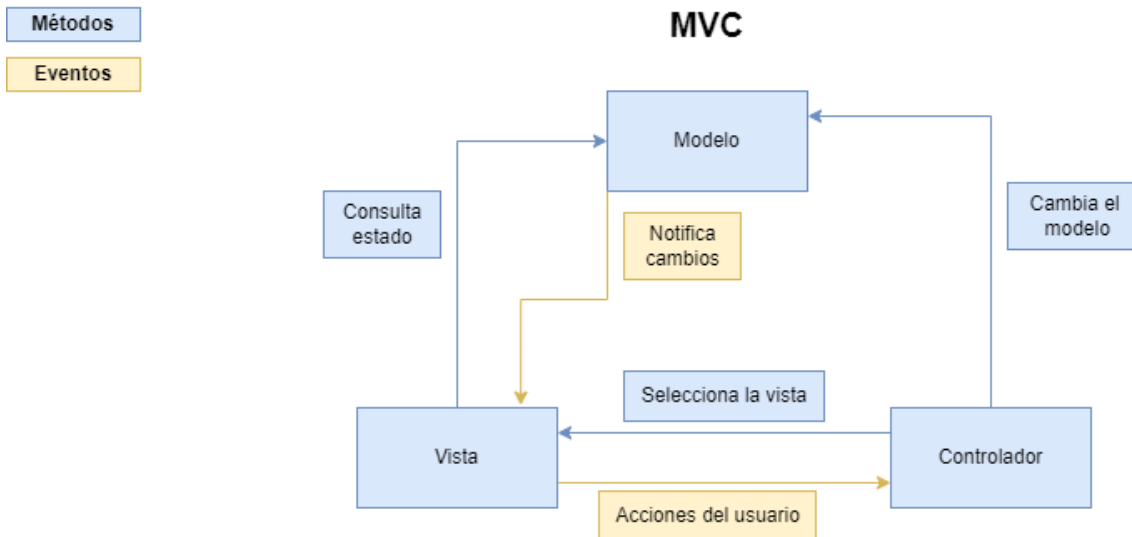 Métodos
Eventos
MVC
Modelo
Consulta
estado
Notifica
cambios
Cambia el
modelo
Selecciona la vista
Vista
Controlador
Acciones del usuario